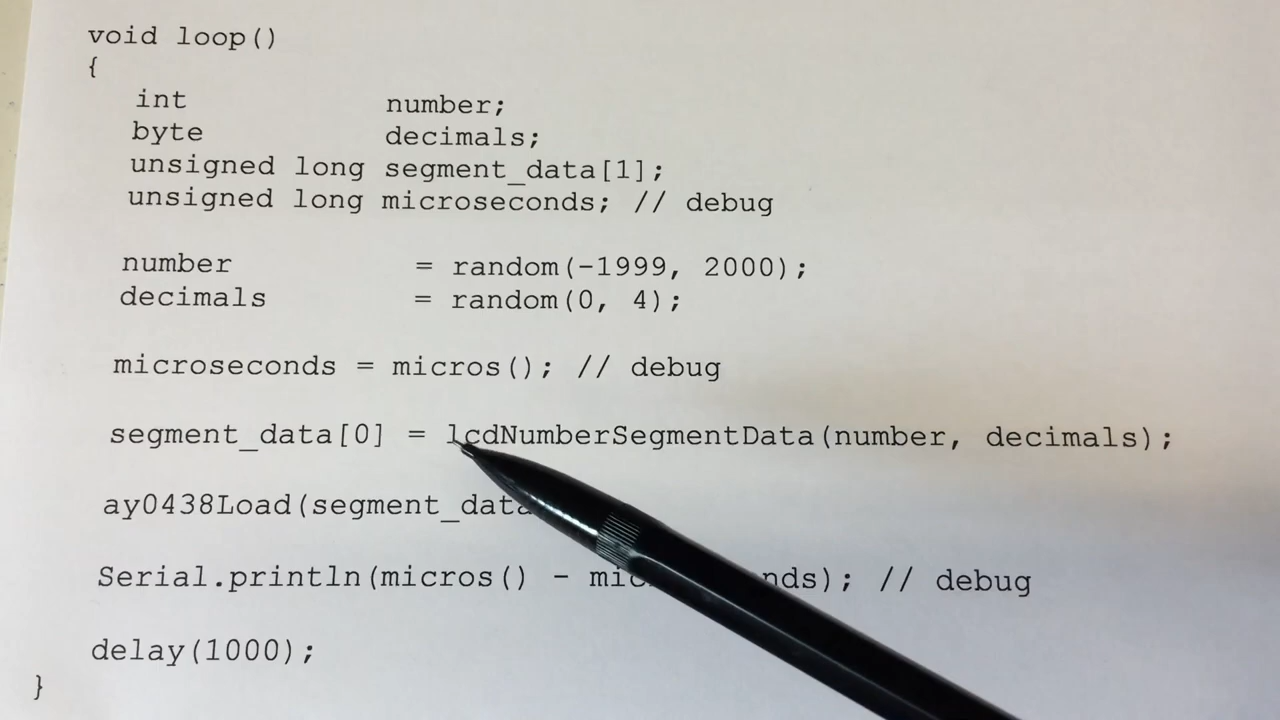 void loop()
{
int number;
byte decimals;
unsigned long segment_data[1];
unsigned long microseconds; // debug
number = random(-1999, 2000);
decimals = random(0, 4);
microseconds = micros(); // debug
segment_data[0] = lcdNumberSegmentData(number, decimals);
ay0438Load(segment_data
Serial.println(micros() - mic nds); // debug
delay(1000);
}